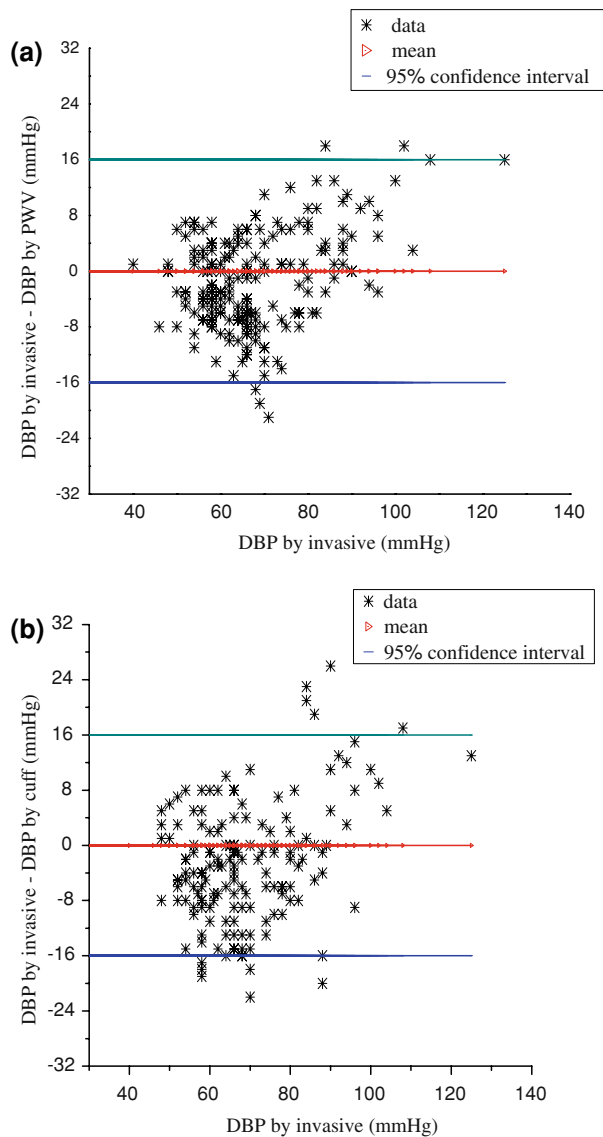 (a)
data
mean
95% confidence interval
32
24
16
8
0
-8
-16
-24
-32
DBP by invasive - DBP by PWV (mmHg)
40
60
80
100
120
140
DBP by invasive (mmHg)
(b)
data
mean
95% confidence interval
32
24
16
8
0
-8
-16
-24
-32
DBP by invasive - DBP by cuff (mmHg)
40
60
80
100
120
140
DBP by invasive (mmHg)